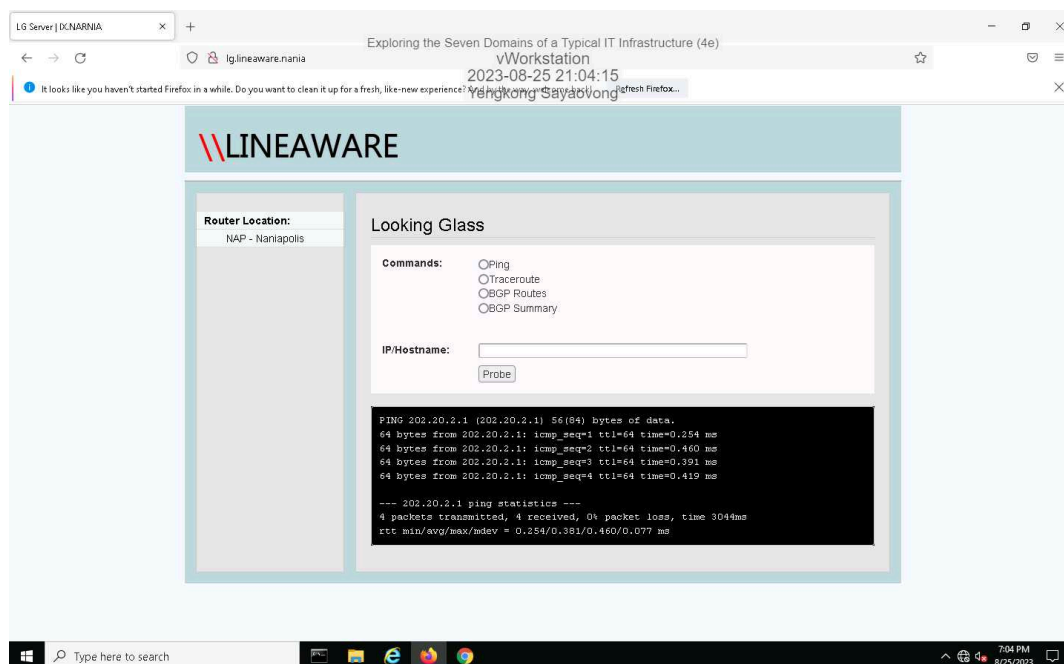 LG Server | IX.NARNIA
Exploring the Seven Domains of a Typical IT Infrastructure (4e)
lg.lineaware.nania
vWorkstation
2023-08-25 21:04:15
It looks like you haven't started Firefox in a while. Do you want to clean it up for a fresh, like-new experience? And by the way, welcome back!
Refresh Firefox...
Yengkong Sayaovong
\\LINEAWARE
Router Location:
NAP - Naniapolis
Looking Glass
Commands:
Ping
Traceroute
BGP Routes
BGP Summary
IP/Hostname:
Probe
PING 202.20.2.1 (202.20.2.1) 56(84) bytes of data.
64 bytes from 202.20.2.1: icmp_seq=1 ttl=64 time=0.254 ms
64 bytes from 202.20.2.1: icmp_seq=2 ttl=64 time=0.460 ms
64 bytes from 202.20.2.1: icmp_seq=3 ttl=64 time=0.391 ms
64 bytes from 202.20.2.1: icmp_seq=4 ttl=64 time=0.419 ms
--- 202.20.2.1 ping statistics ---
4 packets transmitted, 4 received, 0% packet loss, time 3044ms
rtt min/avg/max/mdev = 0.254/0.381/0.460/0.077 ms
Type here to search
7:04 PM
8/25/2023